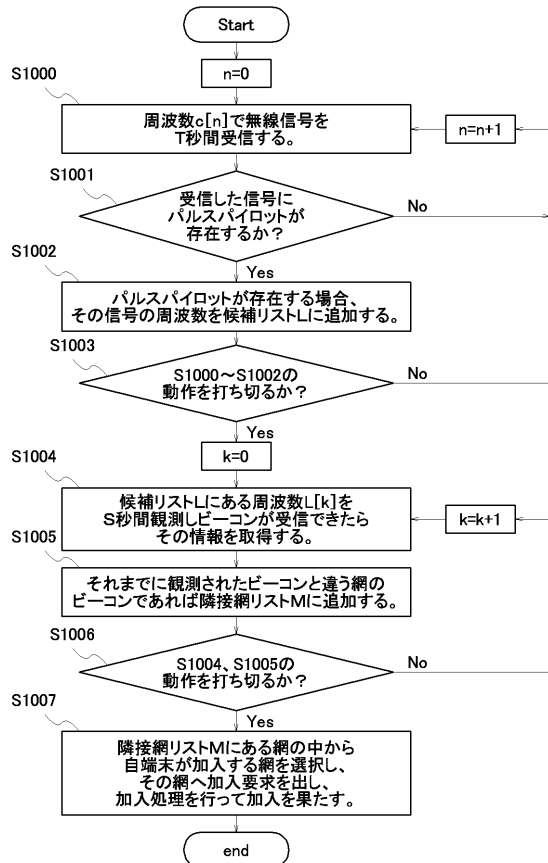 Start
n=0
S1000
周波数c[n]で無線信号を
T秒間受信する。
n=n+1
S1001
受信した信号に
パルスパイロットが
存在するか？
No
Yes
S1002
パルスパイロットが存在する場合、
その信号の周波数を候補リストLに追加する。
S1003
S1000～S1002の
動作を打ち切るか？
No
Yes
k=0
S1004
候補リストLにある周波数L[k]を
S秒間観測しビーコンが受信できたら
その情報を取得する。
k=k+1
S1005
それまでに観測されたビーコンと違う網の
ビーコンであれば隣接網リストMに追加する。
S1006
S1004、S1005の
動作を打ち切るか？
No
Yes
S1007
隣接網リストMにある網の中から
自端末が加入する網を選択し、
その網へ加入要求を出し、
加入処理を行って加入を果たす。
end